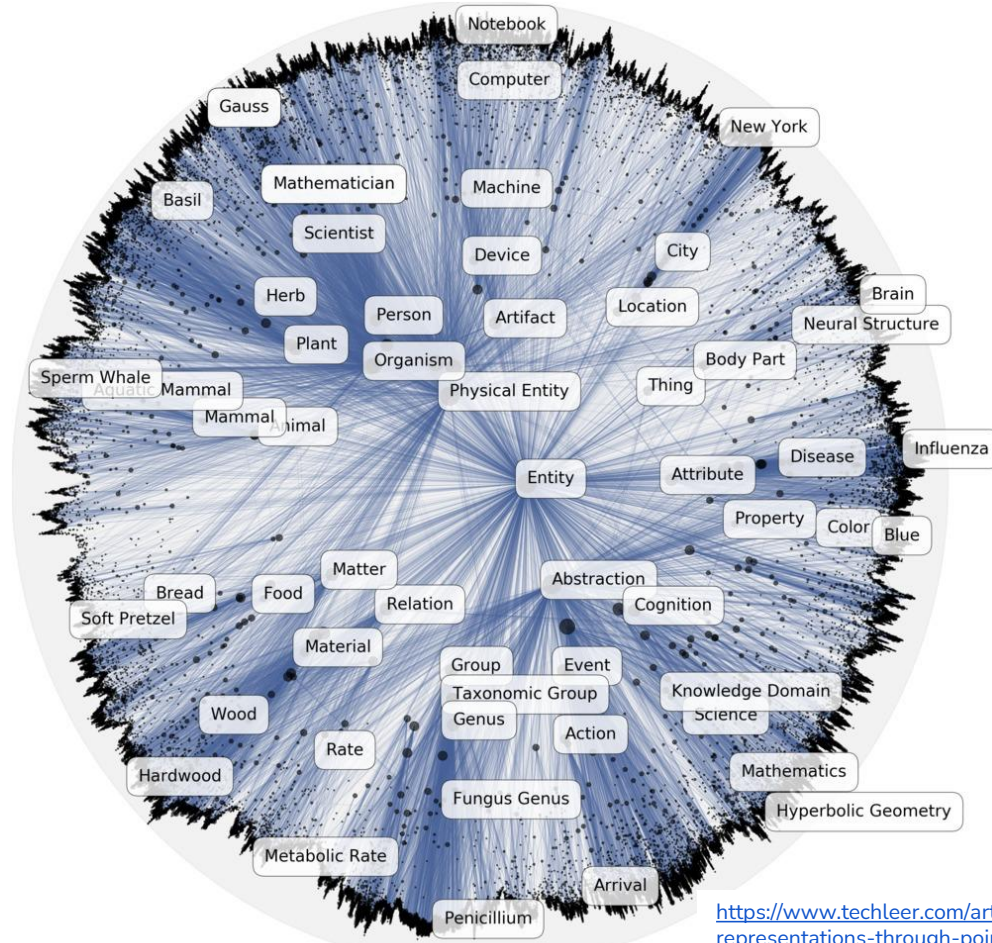 Notebook
Computer
Gauss
New York
Mathematician
Machine
Basil
Scientist
City
Device
Herb
Brain
Location
Person
Artifact
Neural Structure
Plant
Organism
Body Part
Sperm Whale
Thing
Aquatic Mammal
Physical Entity
Mammal
Animal
Influenza
Disease
Attribute
Entity
Property
Color
Blue
Matter
Abstraction
Bread
Food
Relation
Cognition
Soft Pretzel
Material
Group
Event
Knowledge Domain
Taxonomic Group
Wood
Genus
Science
Action
Rate
Hardwood
Mathematics
Fungus Genus
Hyperbolic Geometry
Metabolic Rate
Arrival
Penicillium
https://www.techleer.com/art
representations-through-poin